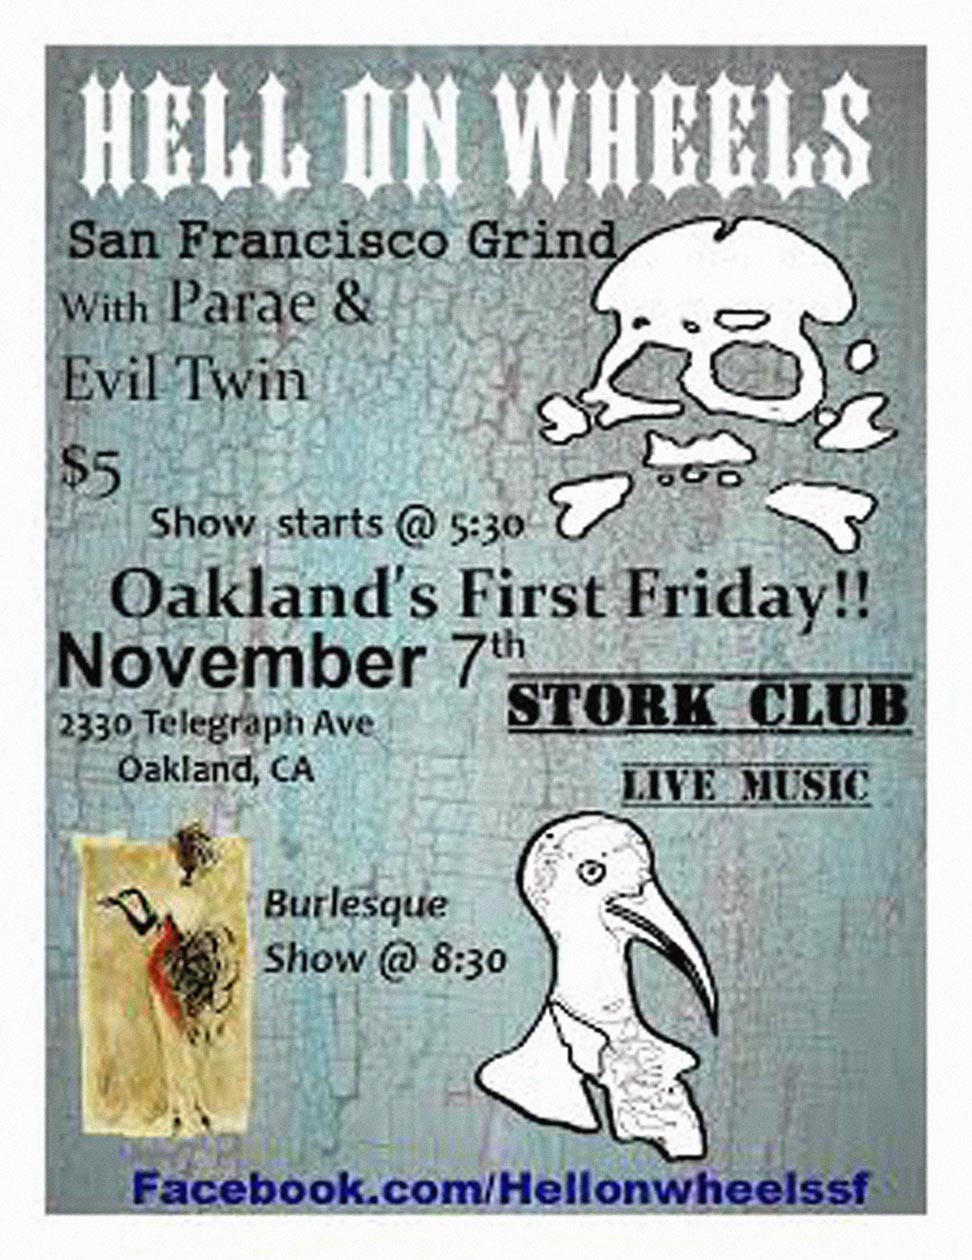 HELL ON WHEELS
San Francisco Grind
With Parae &
Evil Twin
$5
Show starts @ 5:30
Oakland's First Friday!!
November 7th
STORK CLUB
2330 Telegraph Ave
Oakland, CA
LIVE MUSIC
Burlesque
Show @ 8:30
Facebook.com/Hellonwheelssf